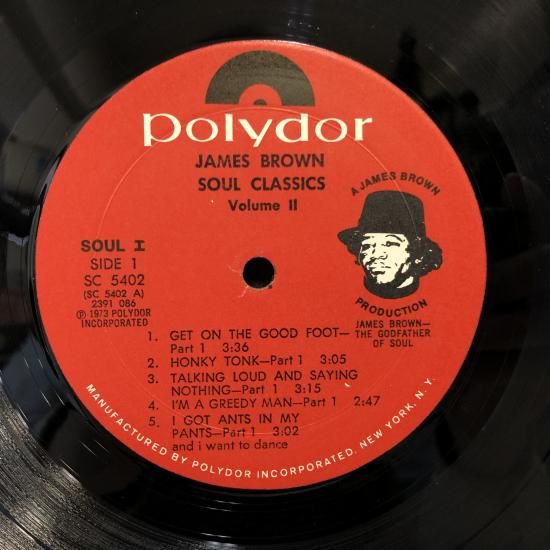 polydor
JAMES BROWN
SOUL CLASSICS
Volume II
A JAMES BROWN
PRODUCTION
JAMES BROWN—
THE GODFATHER
OF SOUL
SOUL I
SIDE 1
SC 5402
(SC 5402 A)
2391 086
℗ 1973 POLYDOR
INCORPORATED
1. GET ON THE GOOD FOOT—
Part 1 3:36
2. HONKY TONK—Part 1 3:05
3. TALKING LOUD AND SAYING
NOTHING—Part 1 3:15
4. I'M A GREEDY MAN—Part 1 2:47
5. I GOT ANTS IN MY
PANTS—Part 1 3:02
and i want to dance
MANUFACTURED BY POLYDOR INCORPORATED, NEW YORK, N.Y.